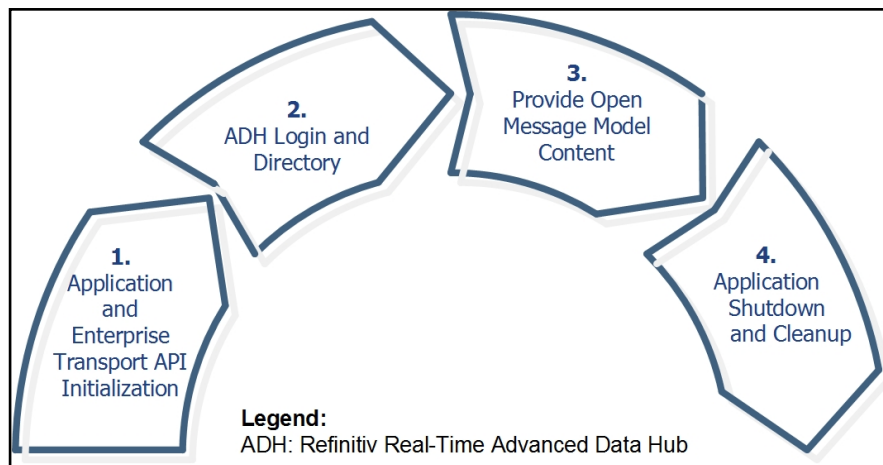 1.
Application
and
Enterprise
Transport API
Initialization
2.
ADH Login and
Directory
3.
Provide Open
Message Model
Content
4.
Application
Shutdown
and Cleanup
Legend:
ADH: Refinitiv Real-Time Advanced Data Hub